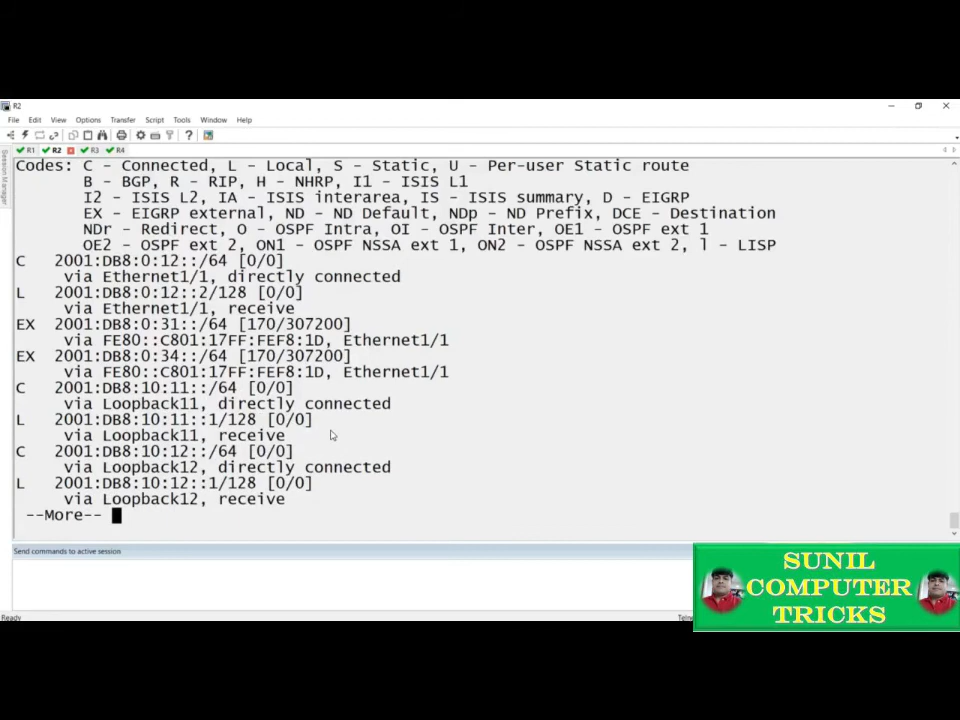 R2
File Edit View Options Transfer Script Tools Window Help
R1 R2 R3 R4
Session Manager
Codes: C - Connected, L - Local, S - Static, U - Per-user Static route
B - BGP, R - RIP, H - NHRP, I1 - ISIS L1
I2 - ISIS L2, IA - ISIS interarea, IS - ISIS summary, D - EIGRP
EX - EIGRP external, ND - ND Default, NDp - ND Prefix, DCE - Destination
NDr - Redirect, O - OSPF Intra, OI - OSPF Inter, OE1 - OSPF ext 1
OE2 - OSPF ext 2, ON1 - OSPF NSSA ext 1, ON2 - OSPF NSSA ext 2, l - LISP
C 2001:DB8:0:12::/64 [0/0]
via Ethernet1/1, directly connected
L 2001:DB8:0:12::2/128 [0/0]
via Ethernet1/1, receive
EX 2001:DB8:0:31::/64 [170/307200]
via FE80::C801:17FF:FEF8:1D, Ethernet1/1
EX 2001:DB8:0:34::/64 [170/307200]
via FE80::C801:17FF:FEF8:1D, Ethernet1/1
C 2001:DB8:10:11::/64 [0/0]
via Loopback11, directly connected
L 2001:DB8:10:11::1/128 [0/0]
via Loopback11, receive
C 2001:DB8:10:12::/64 [0/0]
via Loopback12, directly connected
L 2001:DB8:10:12::1/128 [0/0]
via Loopback12, receive
--More--
Send commands to active session
SUNIL
COMPUTER
TRICKS
Ready